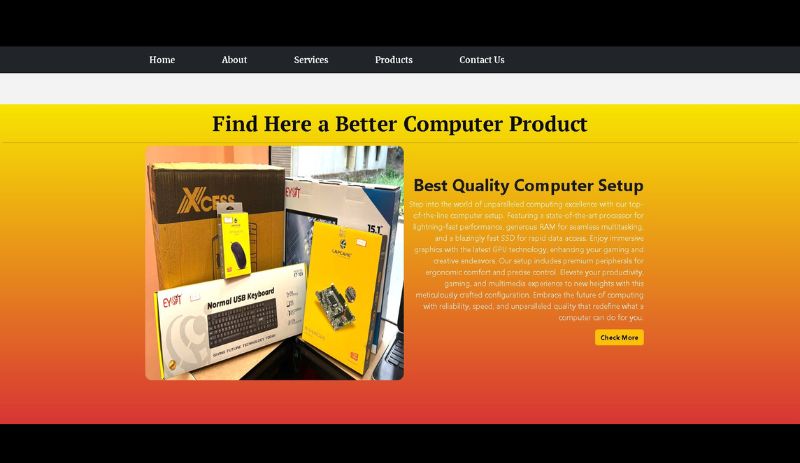 Home About Services Products Contact Us
Find Here a Better Computer Product
Best Quality Computer Setup
Step into the world of unparalleled computing excellence with our top-
of-the-line computer setup. Featuring a state-of-the-art processor for
lightning-fast performance, generous RAM for seamless multitasking,
and a blazingly fast SSD for rapid data access. Enjoy immersive
graphics with the latest GPU technology, enhancing your gaming and
creative endeavors. Our setup includes premium peripherals for
ergonomic comfort and precise control. Elevate your productivity,
gaming, and multimedia experience to new heights with this
meticulously crafted configuration. Embrace the future of computing
with reliability, speed, and unparalleled quality that redefine what a
computer can do for you.
Check More
XCESS
15.1"
LAPCARE
Normal USB Keyboard